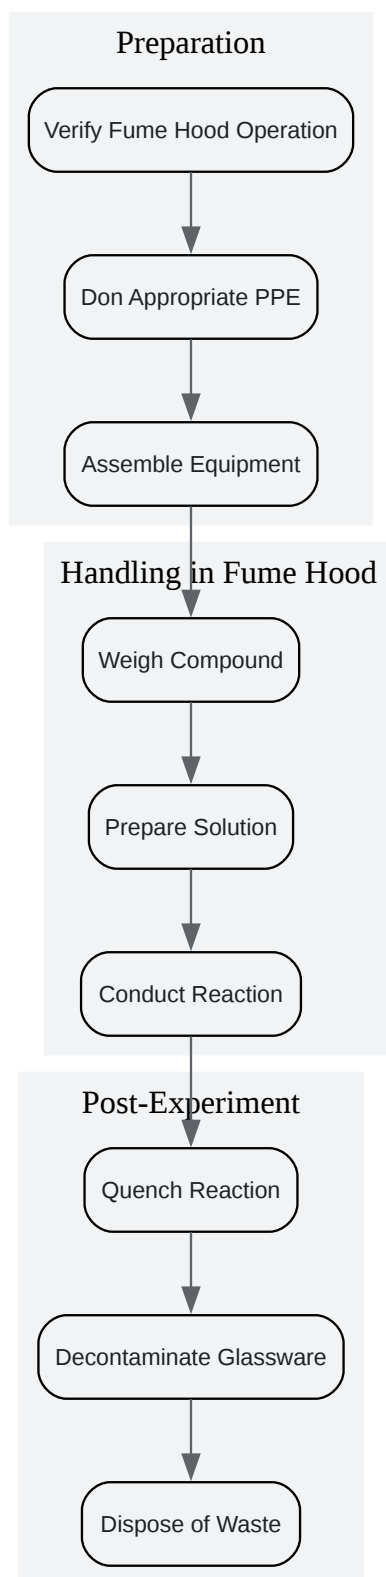 Preparation
Verify Fume Hood Operation
Don Appropriate PPE
Assemble Equipment
Handling in Fume Hood
Weigh Compound
Prepare Solution
Conduct Reaction
Post-Experiment
Quench Reaction
Decontaminate Glassware
Dispose of Waste